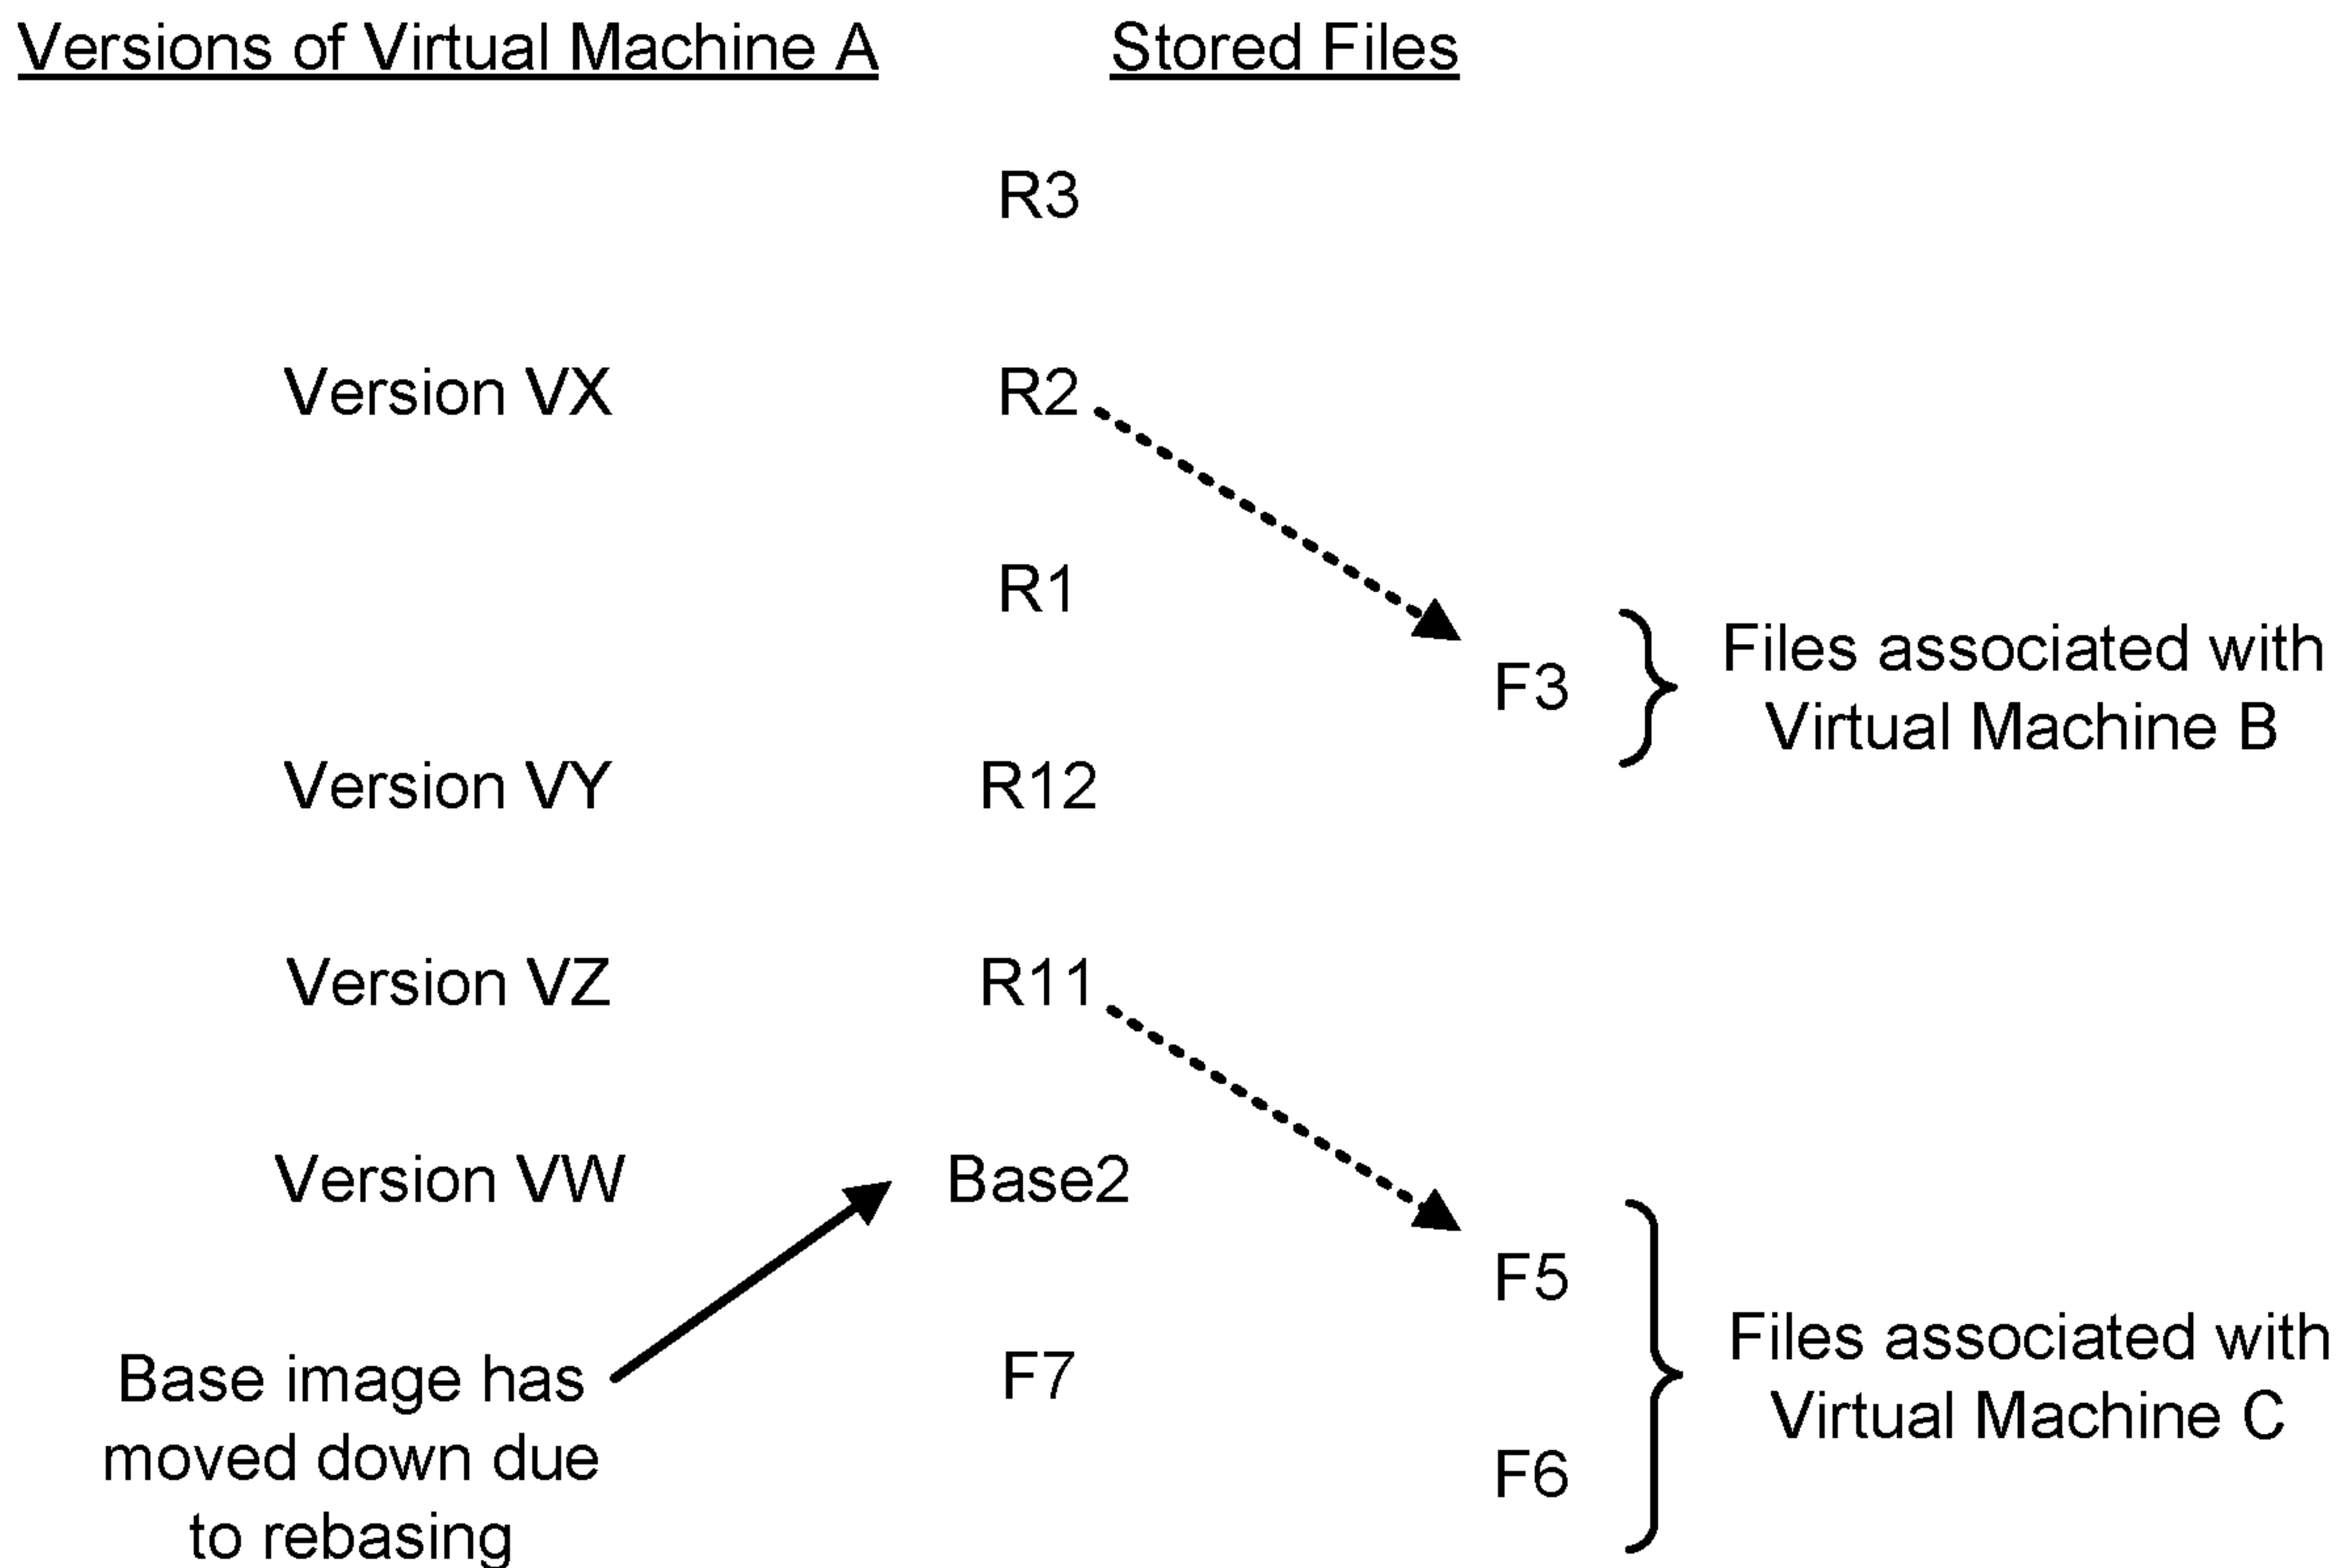 Versions of Virtual Machine A
Stored Files
R3
Version VX
R2
R1
F3
Files associated with
Virtual Machine B
Version VY
R12
Version VZ
R11
Version VW
Base2
F5
Base image has
moved down due
to rebasing
F7
F6
Files associated with
Virtual Machine C